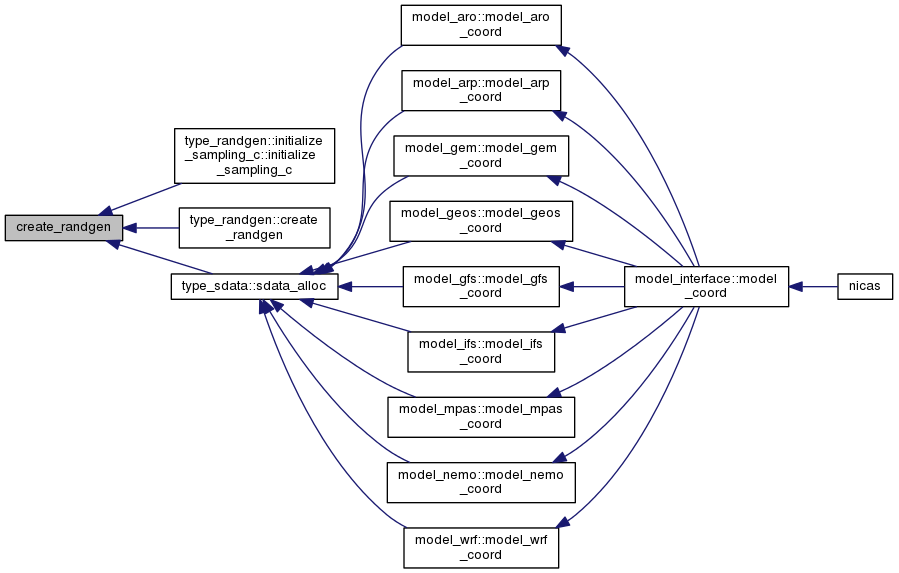 model_aro::model_aro
_coord
model_arp::model_arp
_coord
type_randgen::initialize
_sampling_c::initialize
_sampling_c
model_gem::model_gem
_coord
create_randgen
type_randgen::create
_randgen
model_geos::model_geos
_coord
type_sdata::sdata_alloc
model_gfs::model_gfs
_coord
model_interface::model
_coord
nicas
model_ifs::model_ifs
_coord
model_mpas::model_mpas
_coord
model_nemo::model_nemo
_coord
model_wrf::model_wrf
_coord